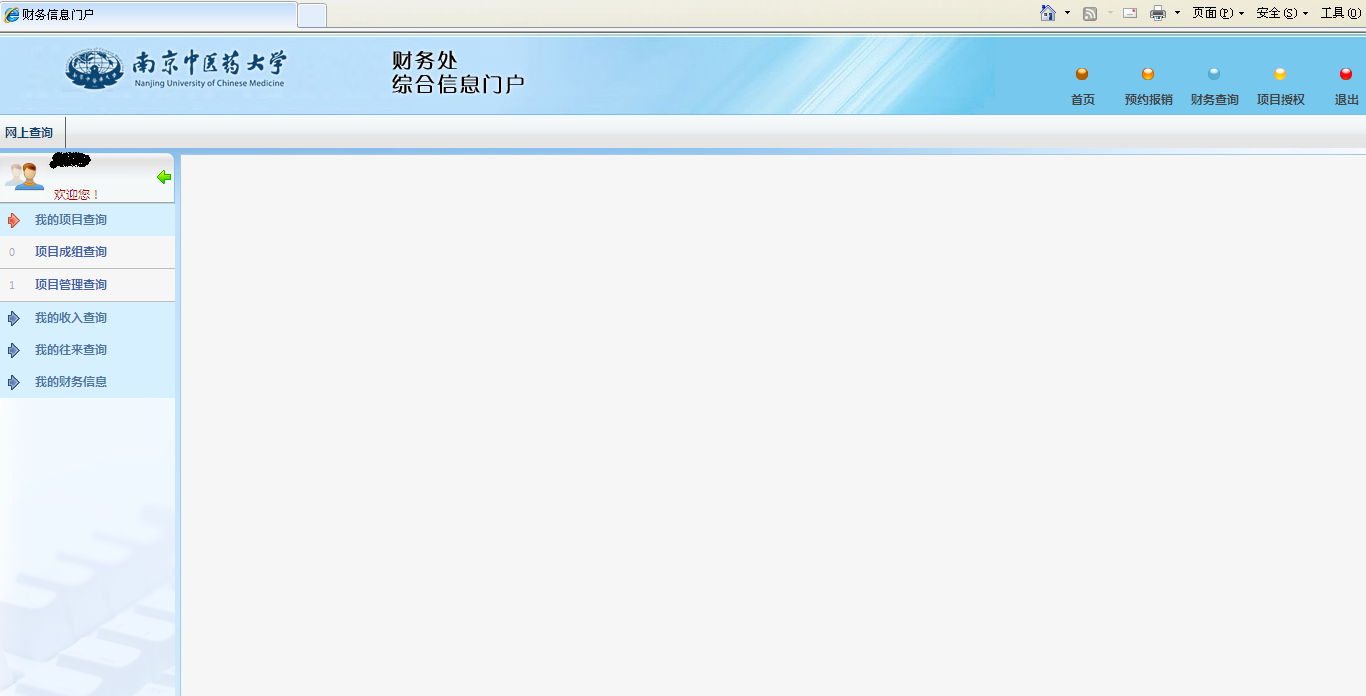 财务信息门户
页面(P) 安全(S) 工具(O)
南京中医药大学
Nanjing University of Chinese Medicine
财务处
综合信息门户
首页 预约报销 财务查询 项目授权 退出
网上查询
欢迎您！
我的项目查询
0 项目成组查询
1 项目管理查询
我的收入查询
我的往来查询
我的财务信息